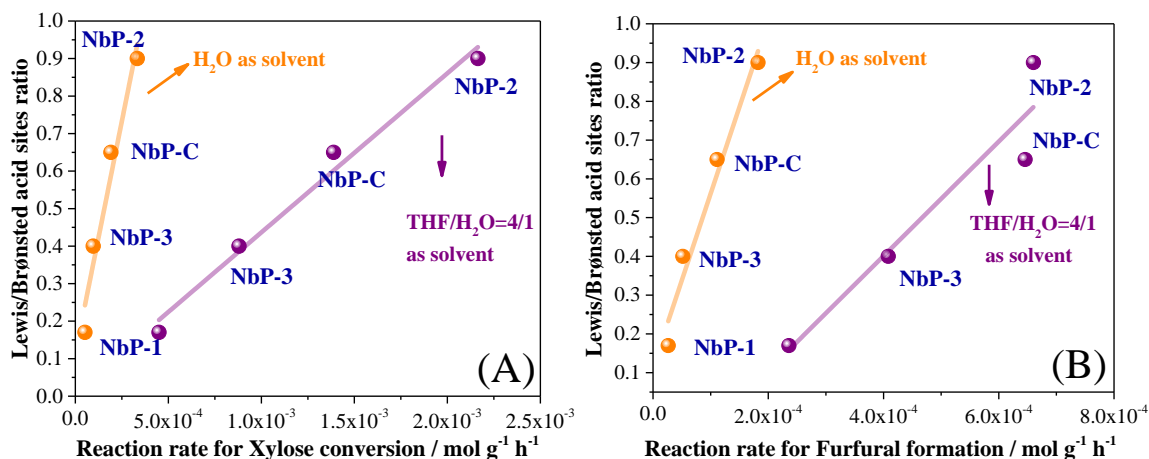 Lewis/Brønsted acid sites ratio
1.0
0.9
0.8
0.7
0.6
0.5
0.4
0.3
0.2
0.1
0.0
NbP-2
H2O as solvent
NbP-2
NbP-C
NbP-C
THF/H2O=4/1
as solvent
NbP-3
NbP-3
NbP-1
(A)
0.0 5.0x10-4 1.0x10-3 1.5x10-3 2.0x10-3 2.5x10-3
Reaction rate for Xylose conversion / mol g-1 h-1
Lewis/Brønsted acid sites ratio
1.0
0.9
0.8
0.7
0.6
0.5
0.4
0.3
0.2
0.1
NbP-2
H2O as solvent
NbP-2
NbP-C
NbP-C
THF/H2O=4/1
as solvent
NbP-3
NbP-3
NbP-1
(B)
0.0 2.0x10-4 4.0x10-4 6.0x10-4 8.0x10-4
Reaction rate for Furfural formation / mol g-1 h-1